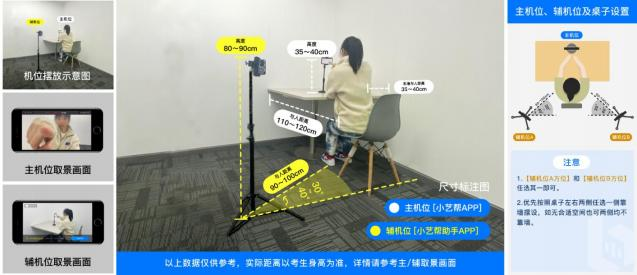 辅机位
主机位
机位摆放示意图
主机位取景画面
辅机位取景画面
高度
80～90cm
高度
35～40cm
35～40cm
与人距离
110～120cm
与人距离
90～100cm
30°
40°
尺寸标注图
主机位 [小艺帮APP]
辅机位 [小艺帮助手APP]
以上数据仅供参考，实际距离以考生身高为准，详情请参考主/辅取景画面
主机位、辅机位及桌子设置
主机位
辅机位A
辅机位B
注意
1.【辅机位A方位】和【辅机位B方位】
任选其一即可。
2.优先按照桌子左右两侧任选一侧靠
墙摆设，如无合适空间也可两侧均不
靠墙。